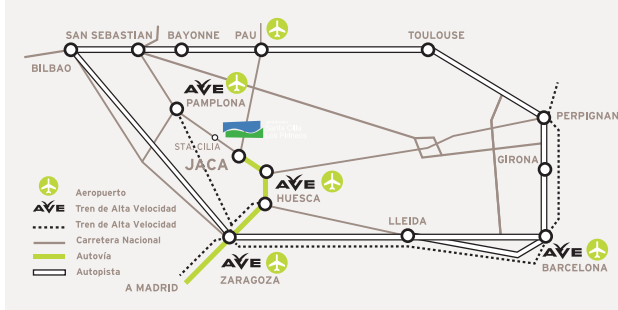 SAN SEBASTIAN
BAYONNE
PAU
TOULOUSE
BILBAO
AVE
PAMPLONA
PERPIGNAN
STA. CILIA
JACA
GIRONA
AVE
HUESCA
LLEIDA
AVE
ZARAGOZA
AVE
BARCELONA
A MADRID
Aeropuerto
AVE Tren de Alta Velocidad
Tren de Alta Velocidad
Carretera Nacional
Autovía
Autopista